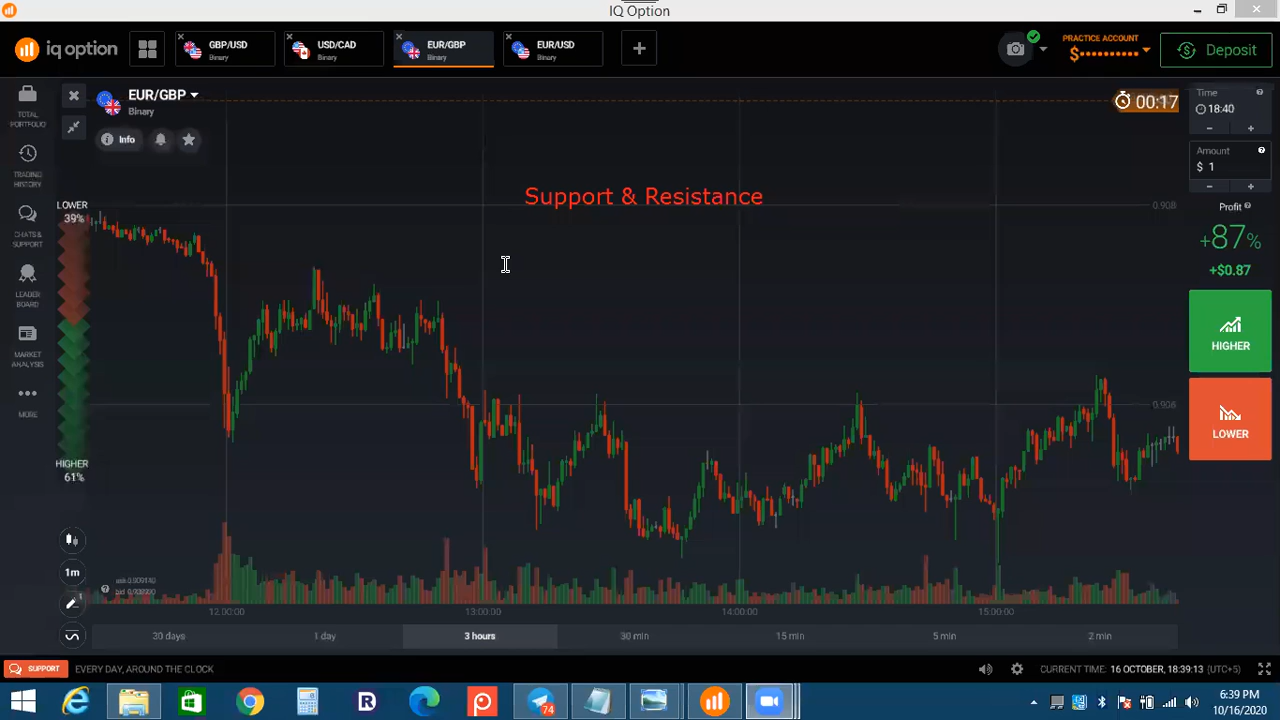 IQ Option
iq option
GBP/USD
Binary
USD/CAD
Binary
EUR/GBP
Binary
EUR/USD
Binary
PRACTICE ACCOUNT
$
Deposit
TOTAL PORTFOLIO
TRADING HISTORY
CHATS & SUPPORT
LEADER BOARD
MARKET ANALYSIS
MORE
EUR/GBP
Binary
Info
LOWER
39%
HIGHER
61%
1m
Support & Resistance
00:17
0.908
0.906
12:00:00
13:00:00
14:00:00
15:00:00
30 days
1 day
3 hours
30 min
15 min
5 min
2 min
Time
18:40
Amount
$ 1
Profit
+87%
+$0.87
HIGHER
LOWER
SUPPORT
EVERY DAY, AROUND THE CLOCK
CURRENT TIME: 16 OCTOBER, 18:39:13 (UTC+5)
74
6:39 PM
10/16/2020